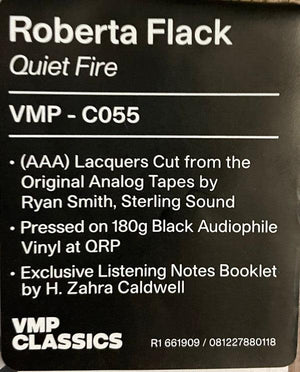 Roberta Flack
Quiet Fire
VMP - C055
• (AAA) Lacquers Cut from the
Original Analog Tapes by
Ryan Smith, Sterling Sound
• Pressed on 180g Black Audiophile
Vinyl at QRP
• Exclusive Listening Notes Booklet
by H. Zahra Caldwell
VMP
CLASSICS
R1 661909 / 081227880118